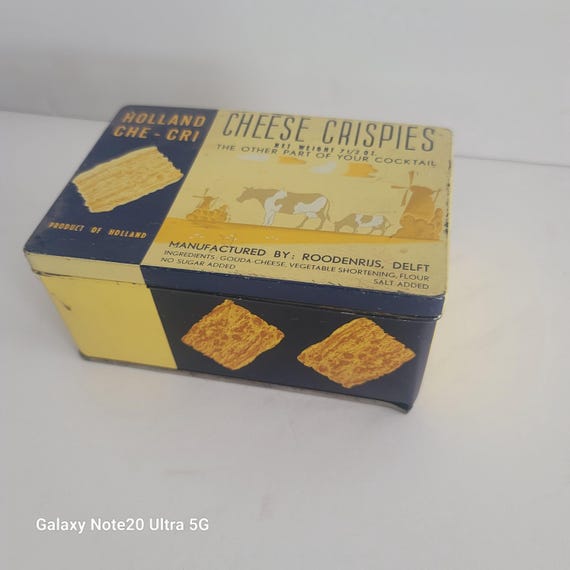 HOLLAND
CHE-CRI
PRODUCT OF HOLLAND
CHEESE CRISPIES
NET WEIGHT 7 1/2 OZ.
THE OTHER PART OF YOUR COCKTAIL
MANUFACTURED BY: ROODENRIJS, DELFT
INGREDIENTS: GOUDA-CHEESE, VEGETABLE SHORTENING, FLOUR
NO SUGAR ADDED SALT ADDED
Galaxy Note20 Ultra 5G